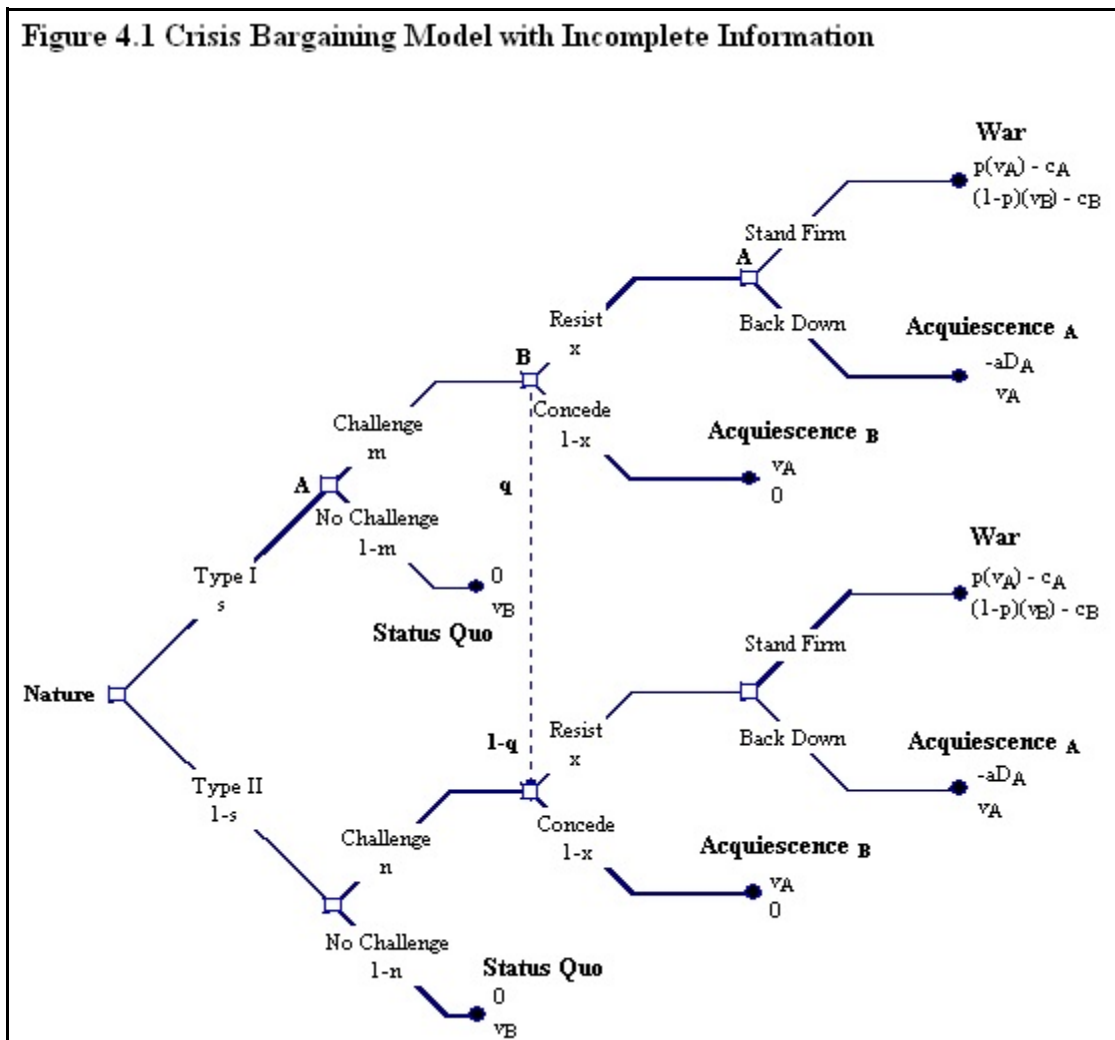 Figure 4.1 Crisis Bargaining Model with Incomplete Information
War
p(vA) - cA
(1-p)(vB) - cB
Stand Firm
A
Back Down
Acquiescence A
-aDA
vA
Resist
x
B
Concede
1-x
Acquiescence B
vA
0
Challenge
m
A
No Challenge
1-m
0
vB
Status Quo
q
Type I
s
Nature
Type II
1-s
War
p(vA) - cA
(1-p)(vB) - cB
Stand Firm
Back Down
Acquiescence A
-aDA
vA
1-q
Resist
x
Concede
1-x
Acquiescence B
vA
0
Challenge
n
No Challenge
1-n
Status Quo
0
vB